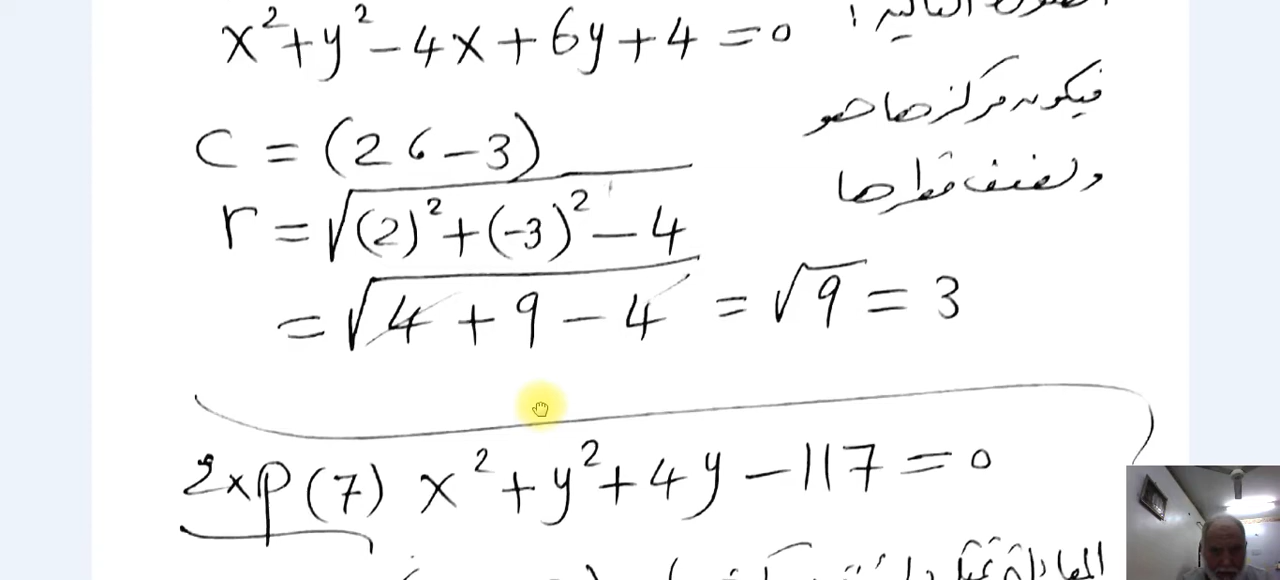 x²+y²-4x+6y+4=0
فيكون مركزها هو
C = (2 ، -3)
ونصف قطرها
r = √(2)²+(-3)²-4
= √4+9-4 = √9 = 3
Exp(7) x²+y²+4y-117=0